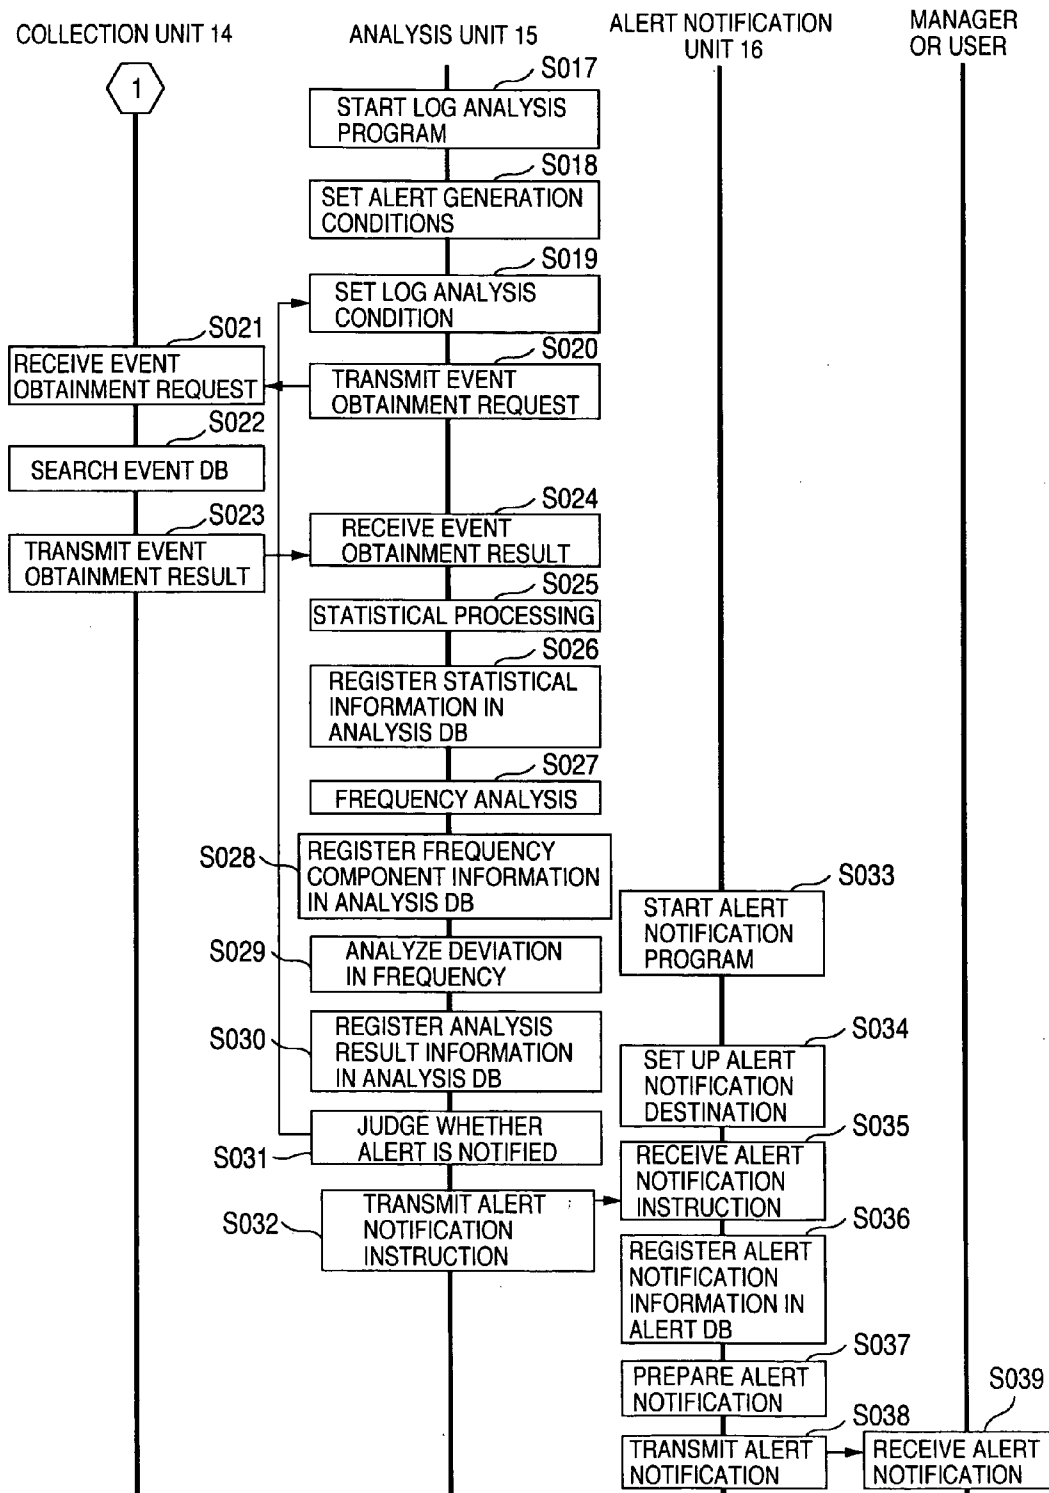 COLLECTION UNIT 14
ANALYSIS UNIT 15
ALERT NOTIFICATION
UNIT 16
MANAGER
OR USER
1
S017
START LOG ANALYSIS
PROGRAM
S018
SET ALERT GENERATION
CONDITIONS
S019
SET LOG ANALYSIS
CONDITION
S021
RECEIVE EVENT
OBTAINMENT REQUEST
S020
TRANSMIT EVENT
OBTAINMENT REQUEST
S022
SEARCH EVENT DB
S023
TRANSMIT EVENT
OBTAINMENT RESULT
S024
RECEIVE EVENT
OBTAINMENT RESULT
S025
STATISTICAL PROCESSING
S026
REGISTER STATISTICAL
INFORMATION IN
ANALYSIS DB
S027
FREQUENCY ANALYSIS
S028
REGISTER FREQUENCY
COMPONENT INFORMATION
IN ANALYSIS DB
S033
START ALERT
NOTIFICATION
PROGRAM
S029
ANALYZE DEVIATION
IN FREQUENCY
S030
REGISTER ANALYSIS
RESULT INFORMATION
IN ANALYSIS DB
S034
SET UP ALERT
NOTIFICATION
DESTINATION
S031
JUDGE WHETHER
ALERT IS NOTIFIED
S035
RECEIVE ALERT
NOTIFICATION
INSTRUCTION
S032
TRANSMIT ALERT
NOTIFICATION
INSTRUCTION
S036
REGISTER ALERT
NOTIFICATION
INFORMATION IN
ALERT DB
S037
PREPARE ALERT
NOTIFICATION
S038
TRANSMIT ALERT
NOTIFICATION
S039
RECEIVE ALERT
NOTIFICATION